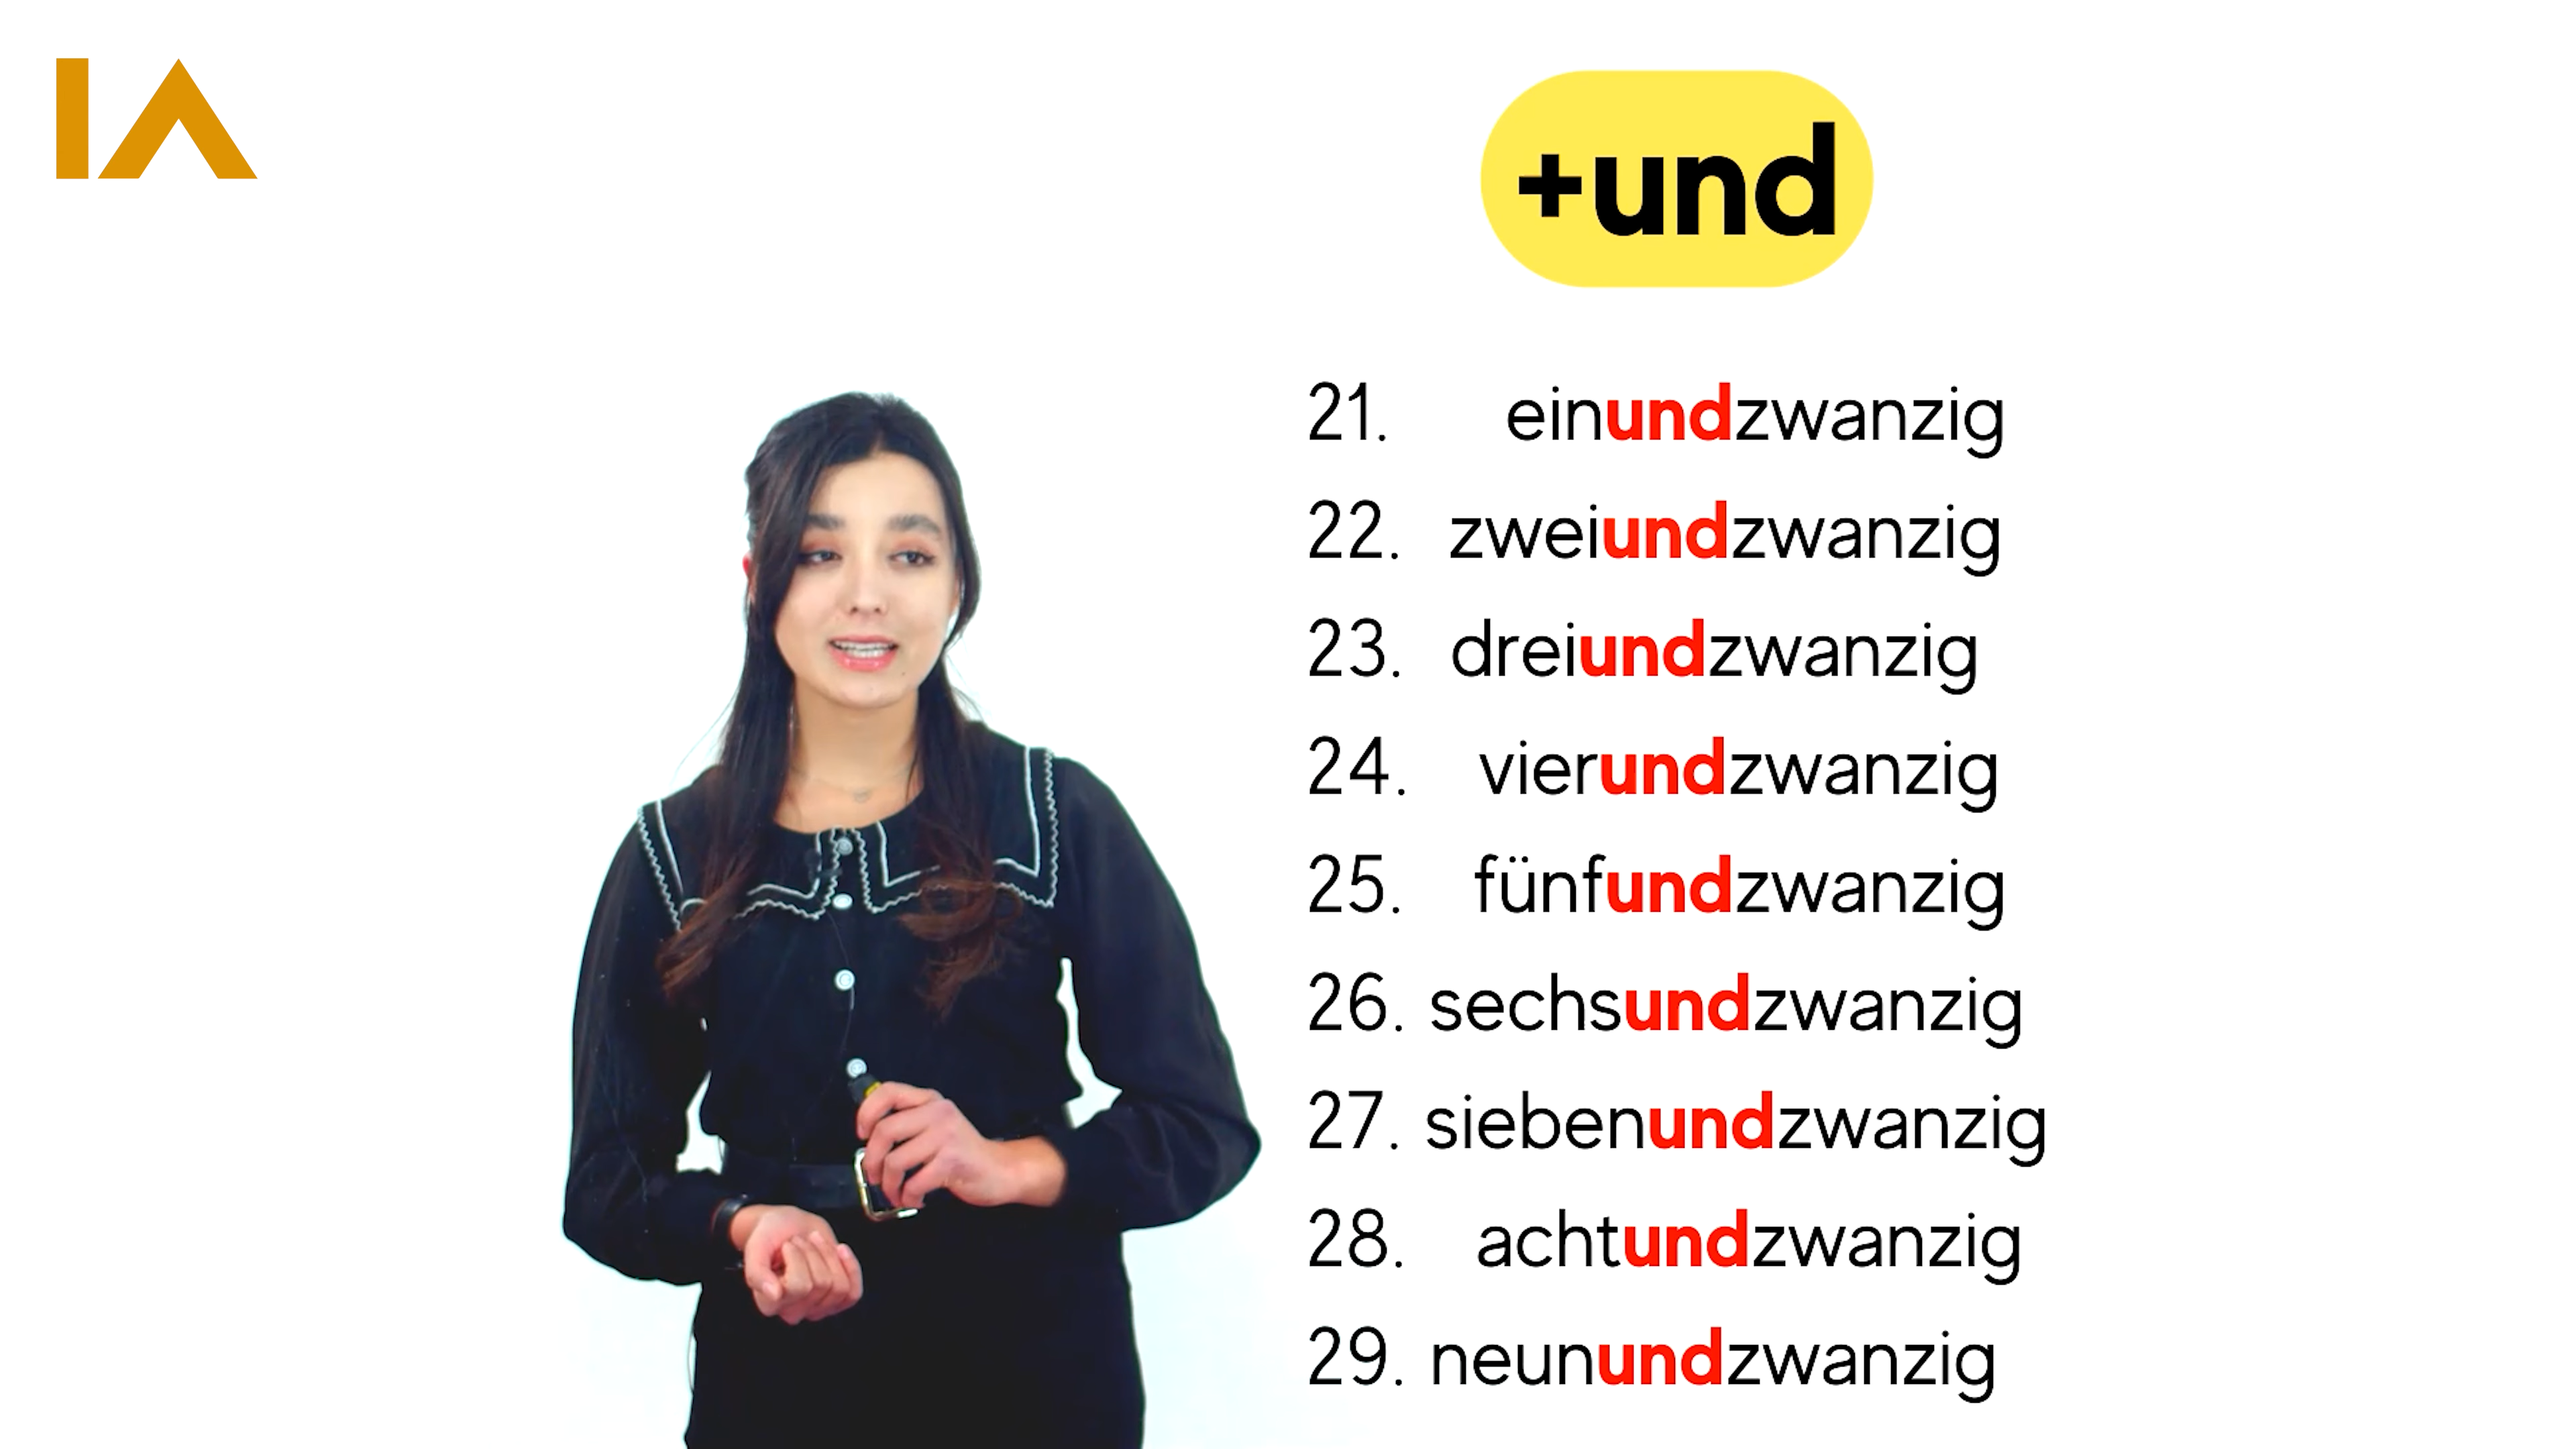 IA
+und
21. einundzwanzig
22. zweiundzwanzig
23. dreiundzwanzig
24. vierundzwanzig
25. fünfundzwanzig
26. sechsundzwanzig
27. siebenundzwanzig
28. achtundzwanzig
29. neunundzwanzig